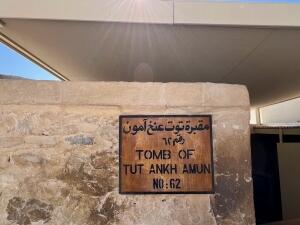 مقبرة توت عنخ آمون
رقم ٦٢
TOMB OF
TUT ANKH AMUN
NO: 62